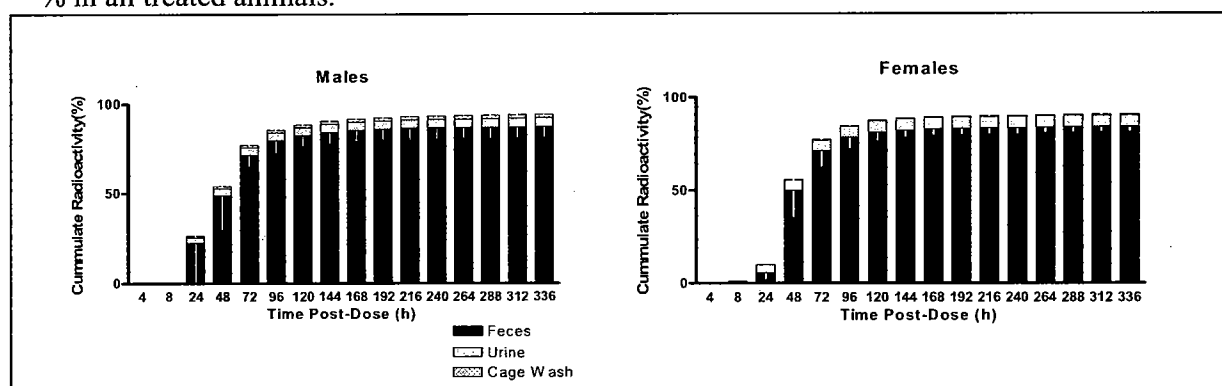 % in all treated animals.
Males
Cummulate Radioactivity(%)
100
50
0
4 8 24 48 72 96 120 144 168 192 216 240 264 288 312 336
Time Post-Dose (h)
Females
Cummulate Radioactivity(%)
100
50
0
4 8 24 48 72 96 120 144 168 192 216 240 264 288 312 336
Time Post-Dose (h)
Feces
Urine
Cage Wash